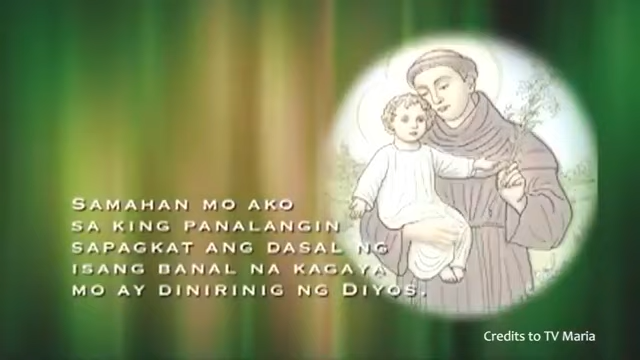 Samahan mo ako
sa king panalangin
sapagkat ang dasal ng
isang banal na kagaya
mo ay dinirinig ng Diyos.
Credits to TV Maria